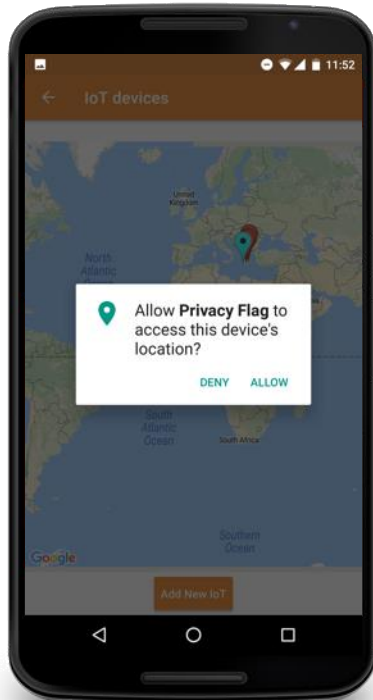 11:52
IoT devices
United
Kingdom
North
Atlantic
Allow Privacy Flag to
access this device's
location?
DENY ALLOW
South
Atlantic
Ocean
South Africa
Southern
Ocean
Google
Add New IoT